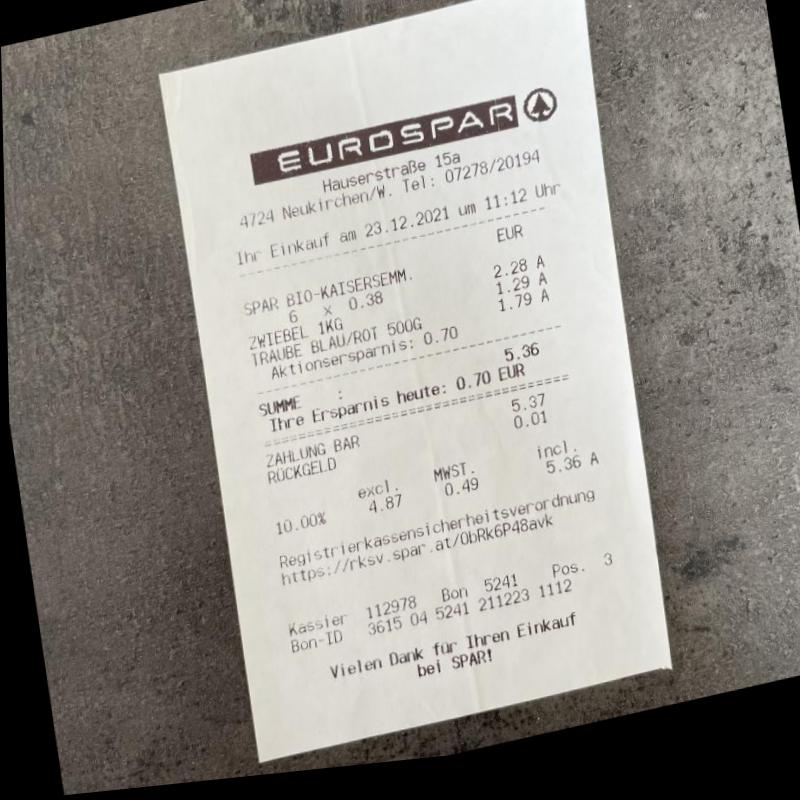 EUROSPAR
Hauserstraße 15a
4724 Neukirchen/W. Tel: 07278/20194
Ihr Einkauf am 23.12.2021 um 11:12 Uhr
EUR
SPAR BIO-KAISERSEMM. 2.28 A
6 x 0.38
ZWIEBEL 1KG 1.29 A
TRAUBE BLAU/ROT 500G 1.79 A
Aktionsersparnis: 0.70
SUMME : 5.36
Ihre Ersparnis heute: 0.70 EUR
ZAHLUNG BAR 5.37
RÜCKGELD 0.01
excl. MWST. incl.
10.00% 4.87 0.49 5.36 A
Registrierkassensicherheitsverordnung
https://rksv.spar.at/0bRk6P48avk
Kassier 112978 Bon 5241 Pos. 3
Bon-ID 3615 04 5241 211223 1112
Vielen Dank für Ihren Einkauf
bei SPAR!